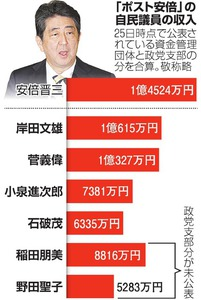 「ポスト安倍」の
自民議員の収入
25日時点で公表さ
れている資金管理
団体と政党支部の
分を合算。敬称略
安倍晋三 1億4524万円
岸田文雄 1億615万円
菅義偉 1億327万円
小泉進次郎 7381万円
石破茂 6335万円
稲田朋美 8816万円
野田聖子 5283万円
政党支部分が未公表